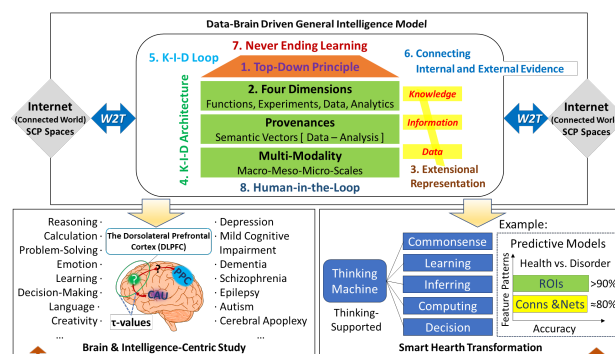 Data-Brain Driven General Intelligence Model
7. Never Ending Learning
5. K-I-D Loop
6. Connecting
Internal and External Evidence
1. Top-Down Principle
Internet
(Connected World)
SCP Spaces
W2T
4. K-I-D Architecture
2. Four Dimensions
Functions, Experiments, Data, Analytics
Provenances
Semantic Vectors [ Data – Analysis ]
Multi-Modality
Macro-Meso-Micro-Scales
8. Human-in-the-Loop
Knowledge
Information
Data
3. Extensional
Representation
W2T
Internet
(Connected World)
SCP Spaces
Reasoning ·
Calculation ·
Problem-Solving ·
Emotion ·
Learning ·
Decision-Making ·
Language ·
Creativity ·
...
The Dorsolateral Prefrontal
Cortex (DLPFC)
?
?
?
PPC
CAU
τ-values
· Depression
· Mild Cognitive
Impairment
· Dementia
· Schizophrenia
· Epilepsy
· Autism
· Cerebral Apoplexy
...
Brain & Intelligence-Centric Study
Thinking
Machine
Thinking-
Supported
Commonsense
Learning
Inferring
Computing
Decision
Example:
Predictive Models
Health vs. Disorder
Feature Patterns
ROIs
>90%
Conns &Nets
≈80%
Accuracy
Smart Hearth Transformation